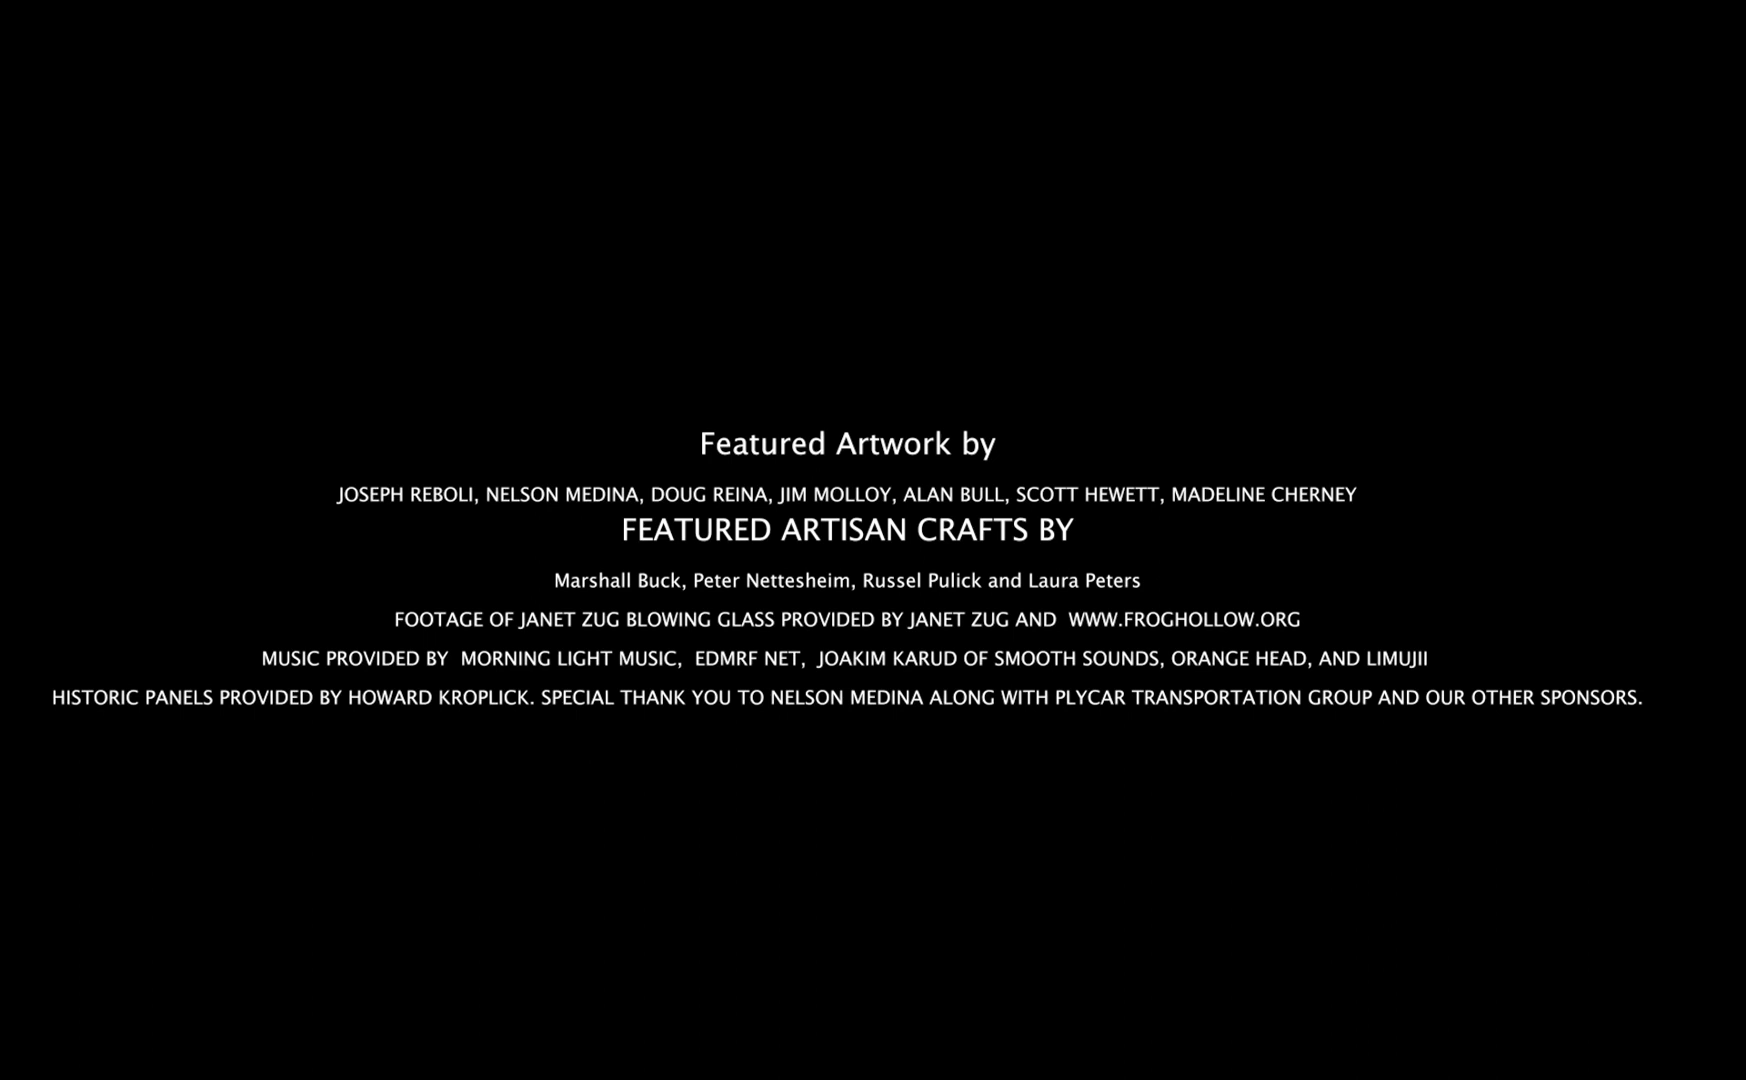 Featured Artwork by
JOSEPH REBOLI, NELSON MEDINA, DOUG REINA, JIM MOLLOY, ALAN BULL, SCOTT HEWETT, MADELINE CHERNEY
FEATURED ARTISAN CRAFTS BY
Marshall Buck, Peter Nettesheim, Russel Pulick and Laura Peters
FOOTAGE OF JANET ZUG BLOWING GLASS PROVIDED BY JANET ZUG AND  WWW.FROGHOLLOW.ORG
MUSIC PROVIDED BY  MORNING LIGHT MUSIC,  EDMRF NET,  JOAKIM KARUD OF SMOOTH SOUNDS, ORANGE HEAD, AND LIMUJII
HISTORIC PANELS PROVIDED BY HOWARD KROPLICK. SPECIAL THANK YOU TO NELSON MEDINA ALONG WITH PLYCAR TRANSPORTATION GROUP AND OUR OTHER SPONSORS.